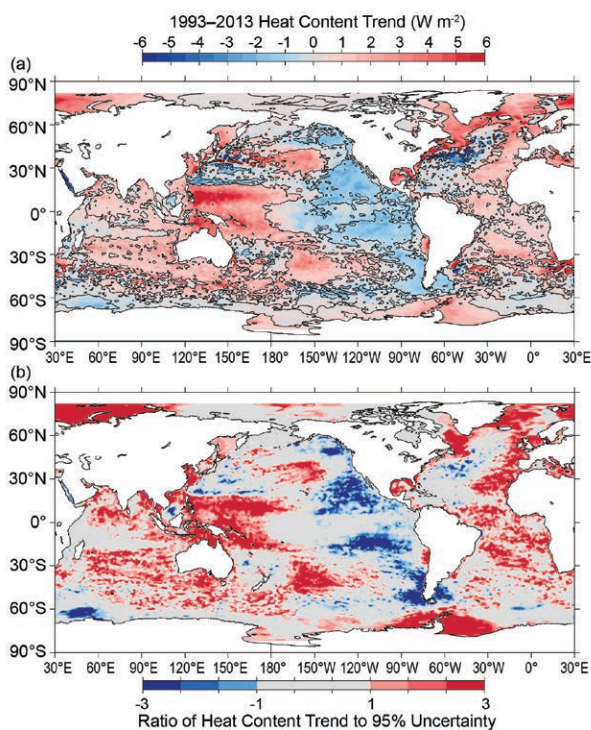 1993–2013 Heat Content Trend (W m-2)
-6 -5 -4 -3 -2 -1 0 1 2 3 4 5 6
(a)
90°N
60°N
30°N
0°
30°S
60°S
90°S
30°E 60°E 90°E 120°E 150°E 180° 150°W 120°W 90°W 60°W 30°W 0° 30°E
(b)
90°N
60°N
30°N
0°
30°S
60°S
90°S
30°E 60°E 90°E 120°E 150°E 180° 150°W 120°W 90°W 60°W 30°W 0° 30°E
-3 -1 1 3
Ratio of Heat Content Trend to 95% Uncertainty